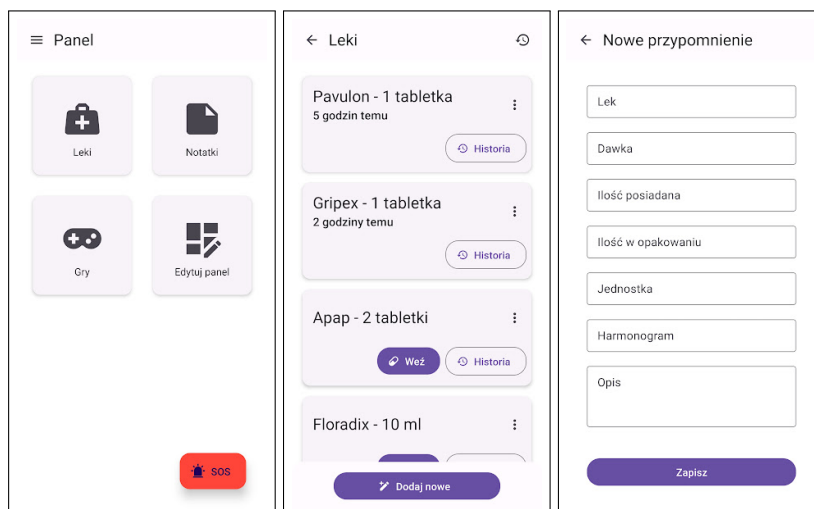 Panel
Leki
Notatki
Gry
Edytuj panel
SOS
Leki
Pavulon - 1 tabletka
5 godzin temu
Historia
Gripex - 1 tabletka
2 godziny temu
Historia
Apap - 2 tabletki
Weź
Historia
Floradix - 10 ml
Dodaj nowe
Nowe przypomnienie
Lek
Dawka
Ilość posiadana
Ilość w opakowaniu
Jednostka
Harmonogram
Opis
Zapisz